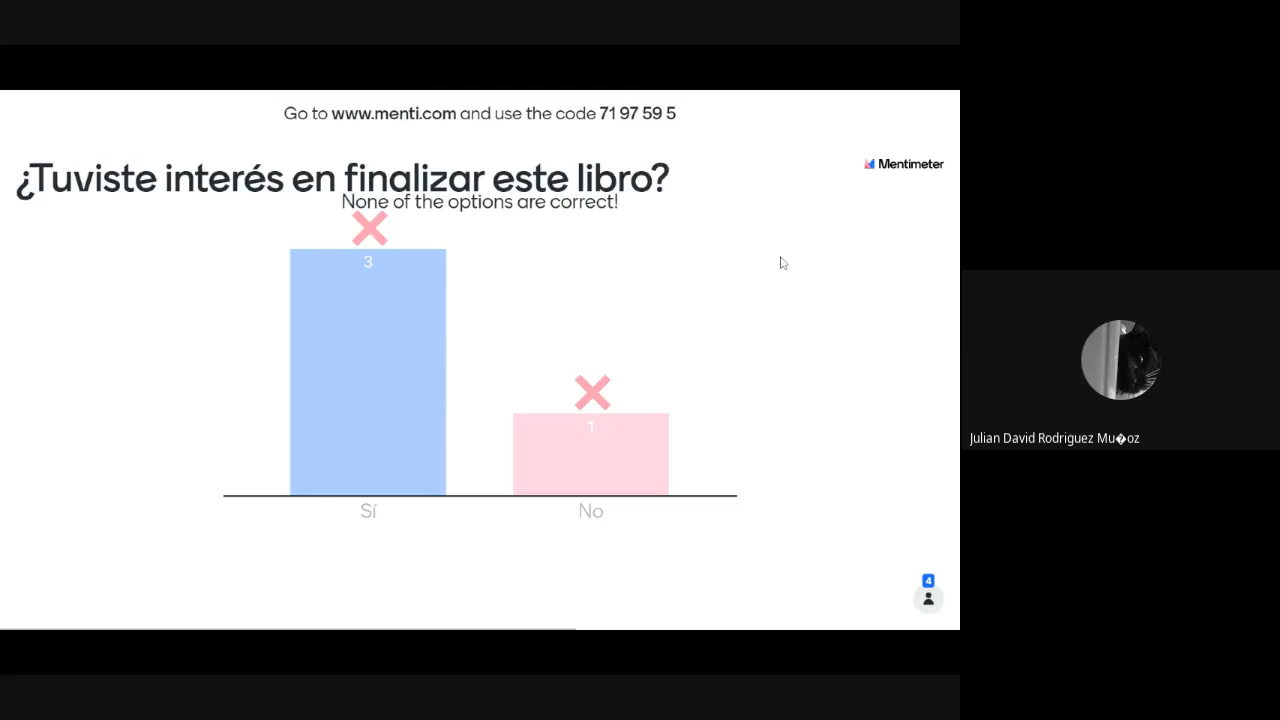 Go to www.menti.com and use the code 71 97 59 5
Mentimeter
¿Tuviste interés en finalizar este libro?
None of the options are correct!
3
1
Sí
No
4
Julian David Rodriguez Mu�oz